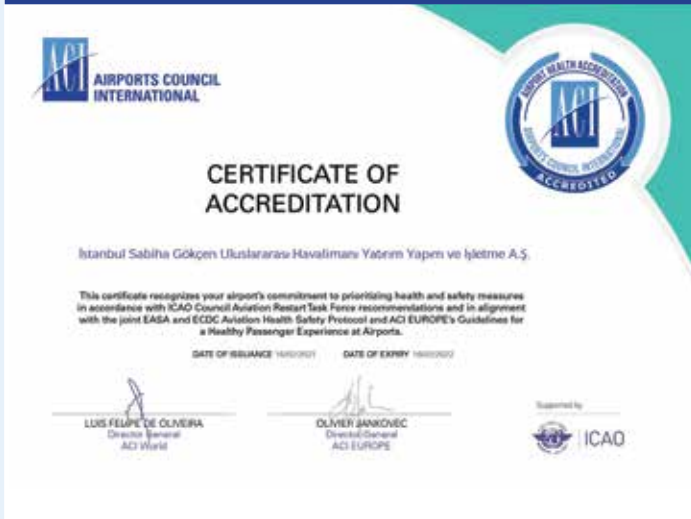 ACI
AIRPORTS COUNCIL
INTERNATIONAL
AIRPORT HEALTH ACCREDITATION
ACI
AIRPORTS COUNCIL INTERNATIONAL
ACCREDITED
CERTIFICATE OF
ACCREDITATION
İstanbul Sabiha Gökçen Uluslararası Havalimanı Yatırım Yapım ve İşletme A.Ş.
This certificate recognizes your airport's commitment to prioritizing health and safety measures
in accordance with ICAO Council Aviation Restart Task Force recommendations and in alignment
with the joint EASA and ECDC Aviation Health Safety Protocol and ACI EUROPE's Guidelines for
a Healthy Passenger Experience at Airports.
DATE OF ISSUANCE DATE OF EXPIRY
LUIS FELIPE DE OLIVEIRA
Director General
ACI World
OLIVIER JANKOVEC
Director General
ACI EUROPE
Supported by
ICAO